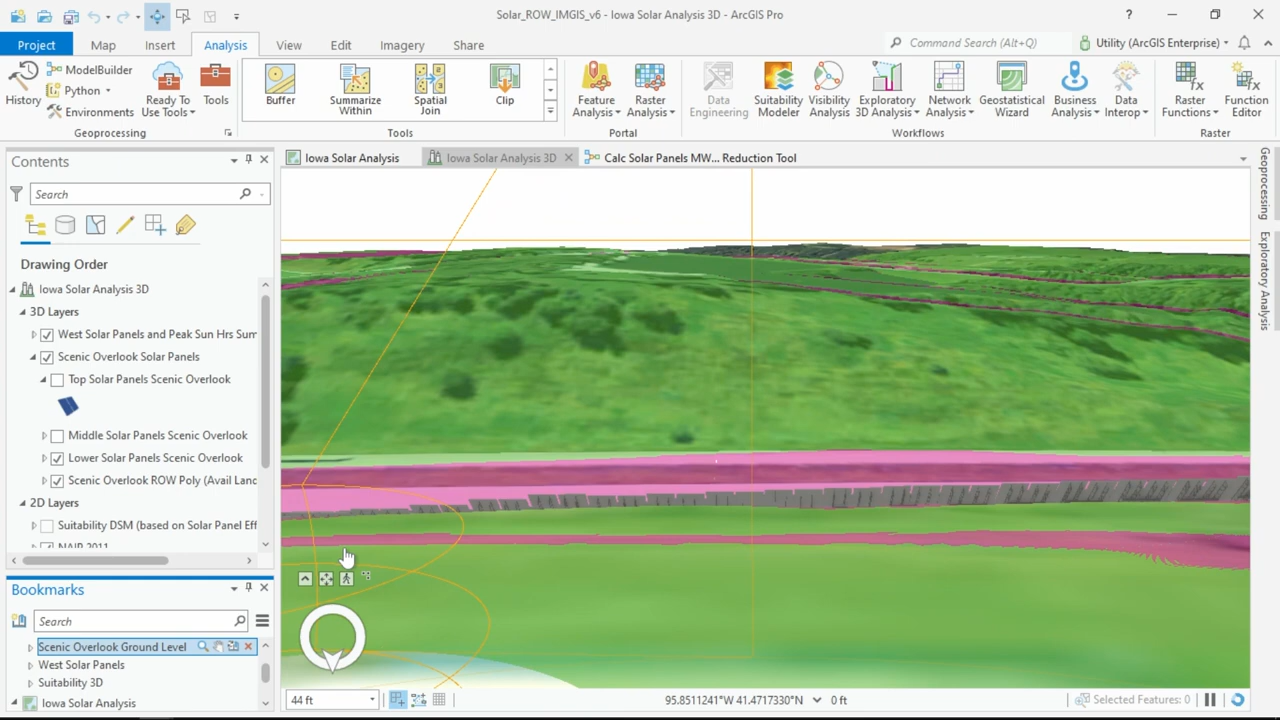 Solar_ROW_IMGIS_v6 - Iowa Solar Analysis 3D - ArcGIS Pro
?
Project Map Insert Analysis View Edit Imagery Share
Command Search (Alt+Q)
Utility (ArcGIS Enterprise)
History
ModelBuilder
Python
Environments
Ready To Use Tools
Tools
Buffer
Summarize Within
Spatial Join
Clip
Feature Analysis
Raster Analysis
Data Engineering
Suitability Modeler
Visibility Analysis
Exploratory 3D Analysis
Network Analysis
Geostatistical Wizard
Business Analysis
Data Interop
Raster Functions
Function Editor
Geoprocessing
Tools
Portal
Workflows
Raster
Contents
Search
Drawing Order
Iowa Solar Analysis 3D
3D Layers
West Solar Panels and Peak Sun Hrs Sum
Scenic Overlook Solar Panels
Top Solar Panels Scenic Overlook
Middle Solar Panels Scenic Overlook
Lower Solar Panels Scenic Overlook
Scenic Overlook ROW Poly (Avail Land
2D Layers
Suitability DSM (based on Solar Panel Eff
NAIP 2011
Bookmarks
Search
Scenic Overlook Ground Level
West Solar Panels
Suitability 3D
Iowa Solar Analysis
Iowa Solar Analysis
Iowa Solar Analysis 3D
Calc Solar Panels MW... Reduction Tool
44 ft
95.8511241°W 41.4717330°N
0 ft
Selected Features: 0
Geoprocessing
Exploratory Analysis